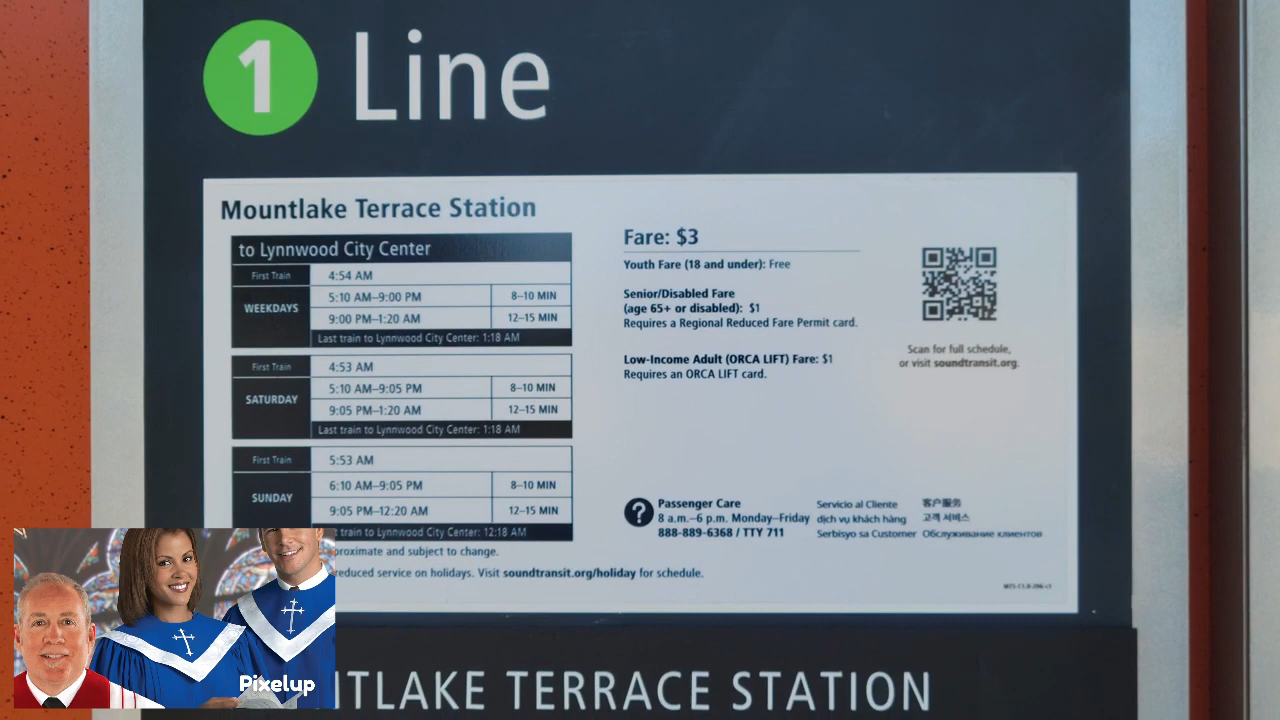 1 Line
Mountlake Terrace Station
to Lynnwood City Center
First Train 4:54 AM
WEEKDAYS
5:10 AM–9:00 PM 8–10 MIN
9:00 PM–1:20 AM 12–15 MIN
Last train to Lynnwood City Center: 1:18 AM
First Train 4:53 AM
SATURDAY
5:10 AM–9:05 PM 8–10 MIN
9:05 PM–1:20 AM 12–15 MIN
Last train to Lynnwood City Center: 1:18 AM
First Train 5:53 AM
SUNDAY
6:10 AM–9:05 PM 8–10 MIN
9:05 PM–12:20 AM 12–15 MIN
t train to Lynnwood City Center: 12:18 AM
proximate and subject to change.
reduced service on holidays. Visit soundtransit.org/holiday for schedule.
Fare: $3
Youth Fare (18 and under): Free
Senior/Disabled Fare
(age 65+ or disabled): $1
Requires a Regional Reduced Fare Permit card.
Low-Income Adult (ORCA LIFT) Fare: $1
Requires an ORCA LIFT card.
Scan for full schedule,
or visit soundtransit.org.
? Passenger Care
8 a.m.–6 p.m. Monday–Friday
888-889-6368 / TTY 711
Servicio al Cliente 客户服务
dịch vụ khách hàng 고객 서비스
Serbisyo sa Customer Обслуживание клиентов
Pixelup
NTLAKE TERRACE STATION